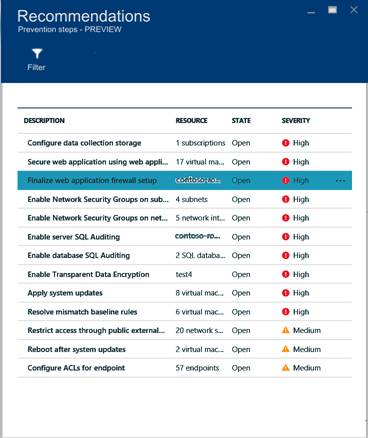 Recommendations
Prevention steps - PREVIEW
Filter
DESCRIPTION RESOURCE STATE SEVERITY
Configure data collection storage 1 subscriptions Open High
Secure web application using web appli... 17 virtual ma... Open High
Finalize web application firewall setup contoso-ro... Open High ...
Enable Network Security Groups on sub... 4 subnets Open High
Enable Network Security Groups on net... 5 network int... Open High
Enable server SQL Auditing contoso-ro... Open High
Enable database SQL Auditing 2 SQL databa... Open High
Enable Transparent Data Encryption test4 Open High
Apply system updates 8 virtual mac... Open High
Resolve mismatch baseline rules 6 virtual mac... Open High
Restrict access through public external... 20 network s... Open Medium
Reboot after system updates 2 virtual mac... Open Medium
Configure ACLs for endpoint 57 endpoints Open Medium